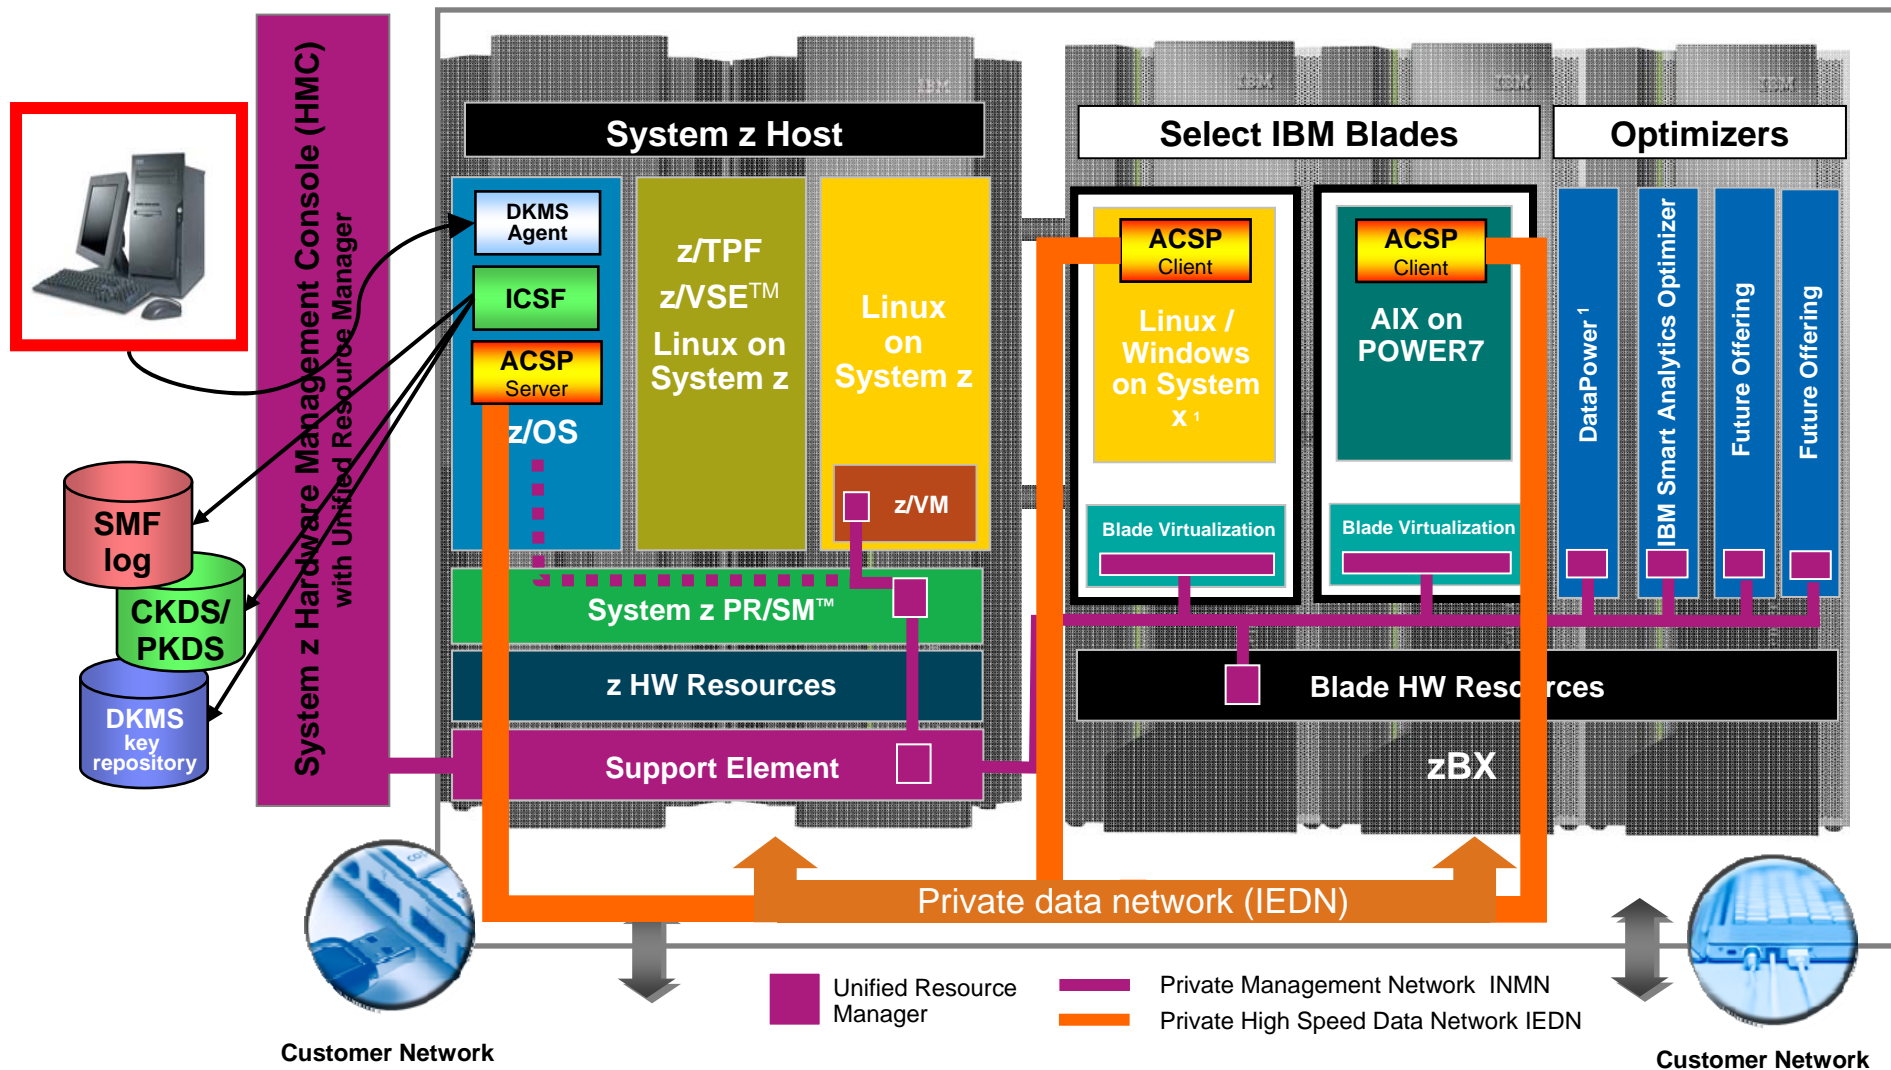 System z Hardware Management Console (HMC)
with Unified Resource Manager
IBM
IBM
IBM
IBM
System z Host
Select IBM Blades
Optimizers
DKMS
Agent
ICSF
ACSP
Server
z/OS
z/TPF
z/VSE™
Linux on
System z
Linux
on
System z
z/VM
ACSP
Client
Linux /
Windows
on System
x 1
Blade Virtualization
ACSP
Client
AIX on
POWER7
Blade Virtualization
DataPower 1
IBM Smart Analytics Optimizer
Future Offering
Future Offering
SMF
log
CKDS/
PKDS
DKMS
key
repository
System z PR/SM™
z HW Resources
Support Element
Blade HW Resources
zBX
Private data network (IEDN)
Unified Resource
Manager
Private Management Network INMN
Private High Speed Data Network IEDN
Customer Network
Customer Network